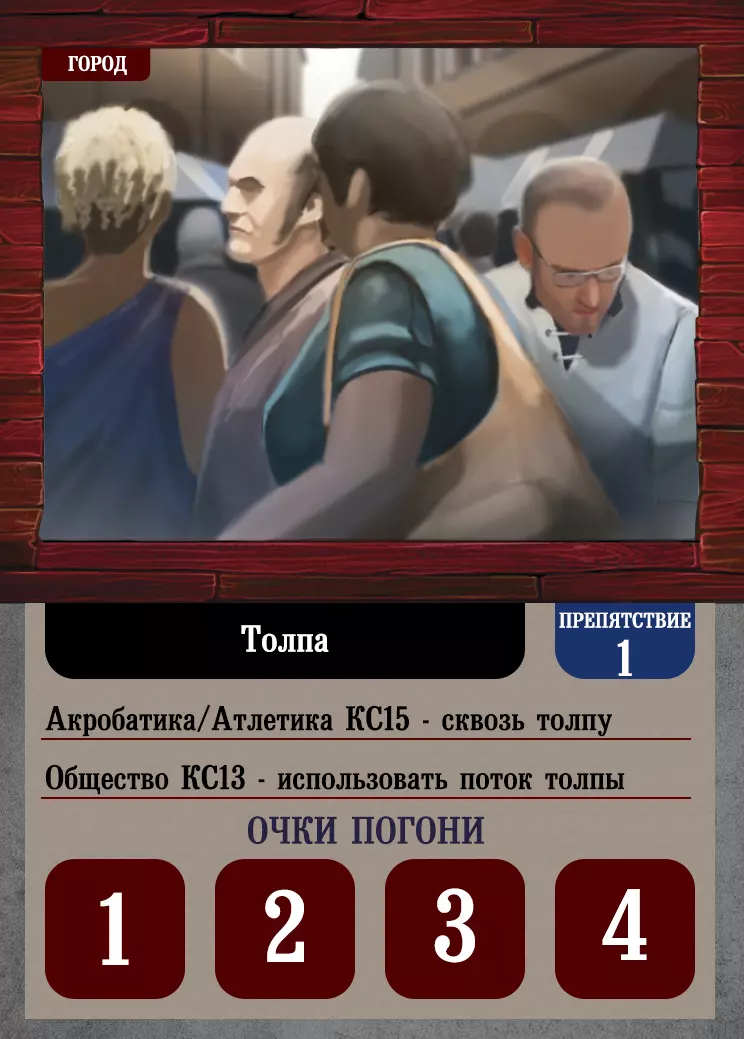 ГОРОД
Толпа
ПРЕПЯТСТВИЕ
1
Акробатика/Атлетика КС15 - сквозь толпу
Общество КС13 - использовать поток толпы
ОЧКИ ПОГОНИ
1 2 3 4